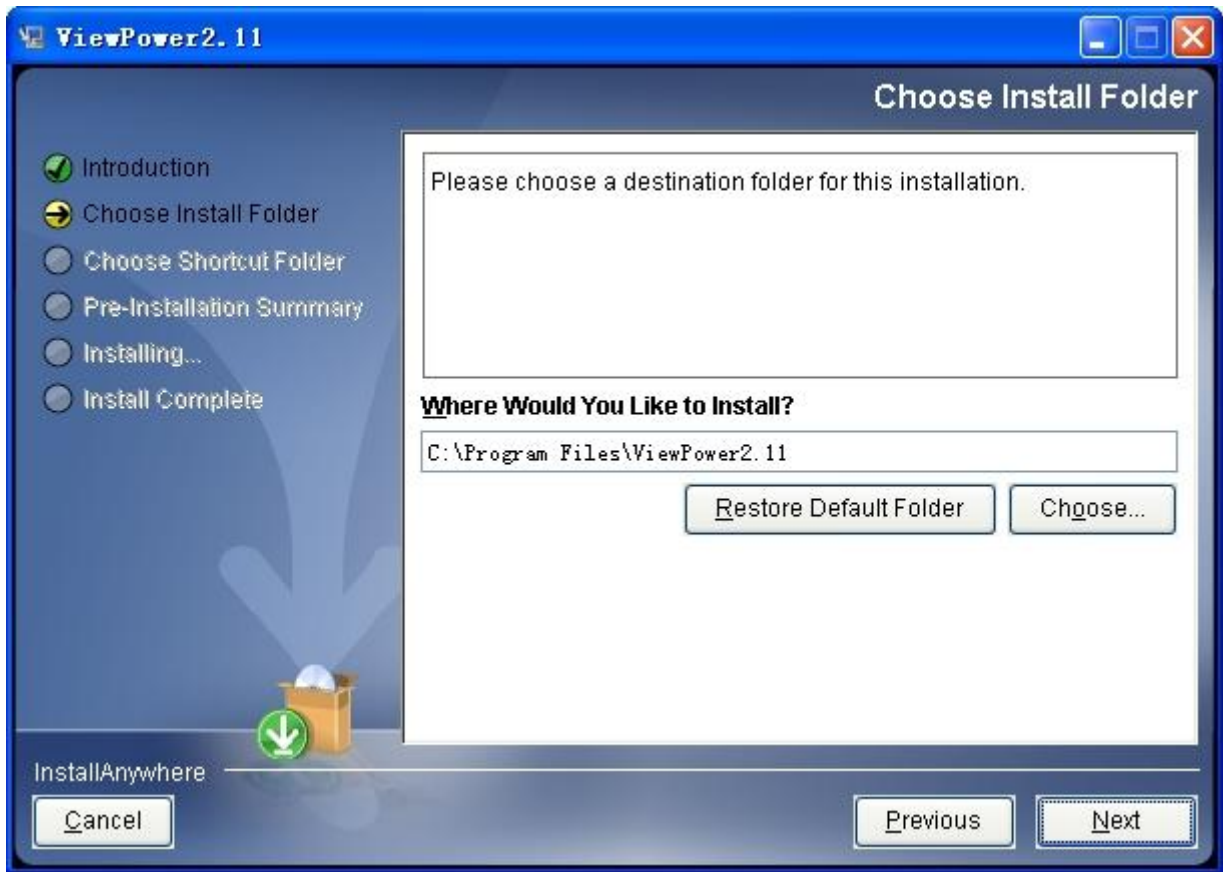 ViewPower2.11
Choose Install Folder
Introduction
Choose Install Folder
Choose Shortcut Folder
Pre-Installation Summary
Installing...
Install Complete
Please choose a destination folder for this installation.
Where Would You Like to Install?
C:\Program Files\ViewPower2.11
Restore Default Folder
Choose...
InstallAnywhere
Cancel
Previous
Next